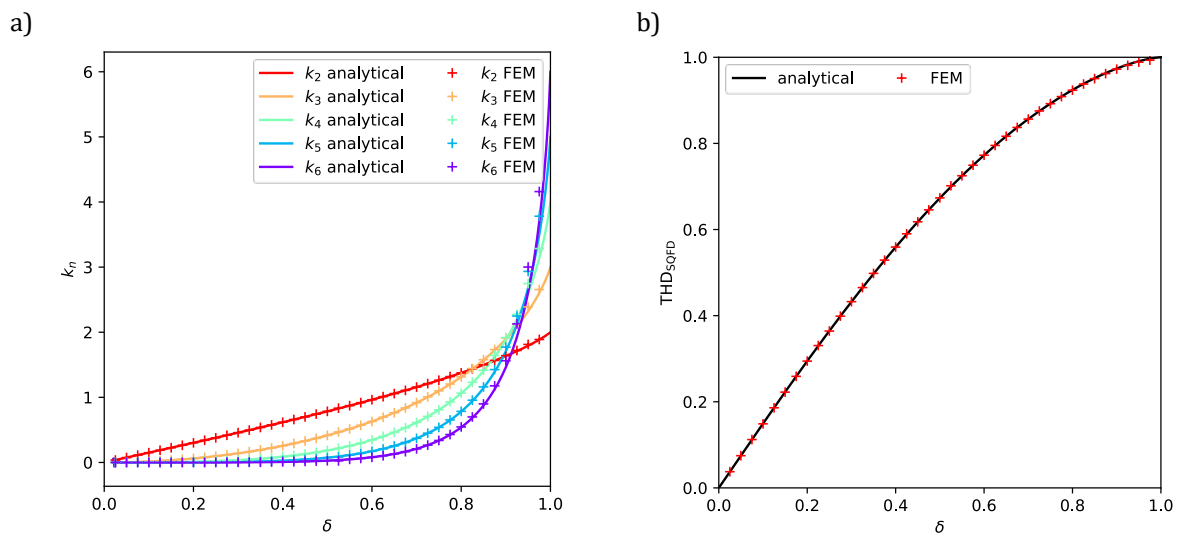 a)
6
5
4
3
2
1
0
kₙ
k₂ analytical
k₃ analytical
k₄ analytical
k₅ analytical
k₆ analytical
k₂ FEM
k₃ FEM
k₄ FEM
k₅ FEM
k₆ FEM
0.0 0.2 0.4 0.6 0.8 1.0
δ
b)
1.0
0.8
0.6
0.4
0.2
0.0
THD_SQFD
analytical FEM
0.0 0.2 0.4 0.6 0.8 1.0
δ